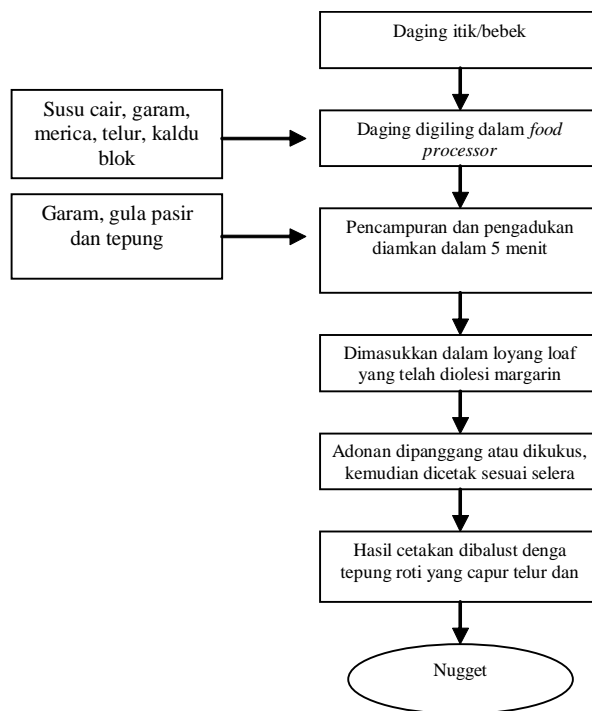 Daging itik/bebek
Susu cair, garam,
merica, telur, kaldu
blok
Daging digiling dalam food
processor
Garam, gula pasir
dan tepung
Pencampuran dan pengadukan
diamkan dalam 5 menit
Dimasukkan dalam loyang loaf
yang telah diolesi margarin
Adonan dipanggang atau dikukus,
kemudian dicetak sesuai selera
Hasil cetakan dibalust denga
tepung roti yang capur telur dan
Nugget